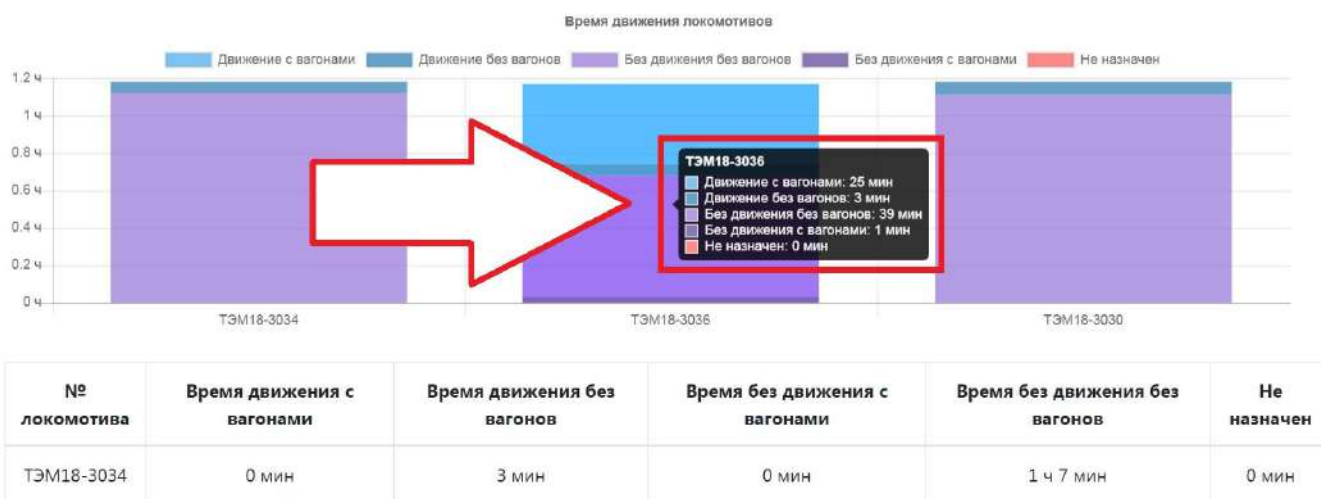 Время движения локомотивов
Движение с вагонами Движение без вагонов Без движения без вагонов Без движения с вагонами Не назначен
1.2 ч
1 ч
0.8 ч
0.6 ч
0.4 ч
0.2 ч
0 ч
ТЭМ18-3036
Движение с вагонами: 25 мин
Движение без вагонов: 3 мин
Без движения без вагонов: 39 мин
Без движения с вагонами: 1 мин
Не назначен: 0 мин
ТЭМ18-3034 ТЭМ18-3036 ТЭМ18-3030
№ Время движения с Время движения без Время без движения с Время без движения без Не
локомотива вагонами вагонов вагонами вагонов назначен
ТЭМ18-3034 0 мин 3 мин 0 мин 1 ч 7 мин 0 мин